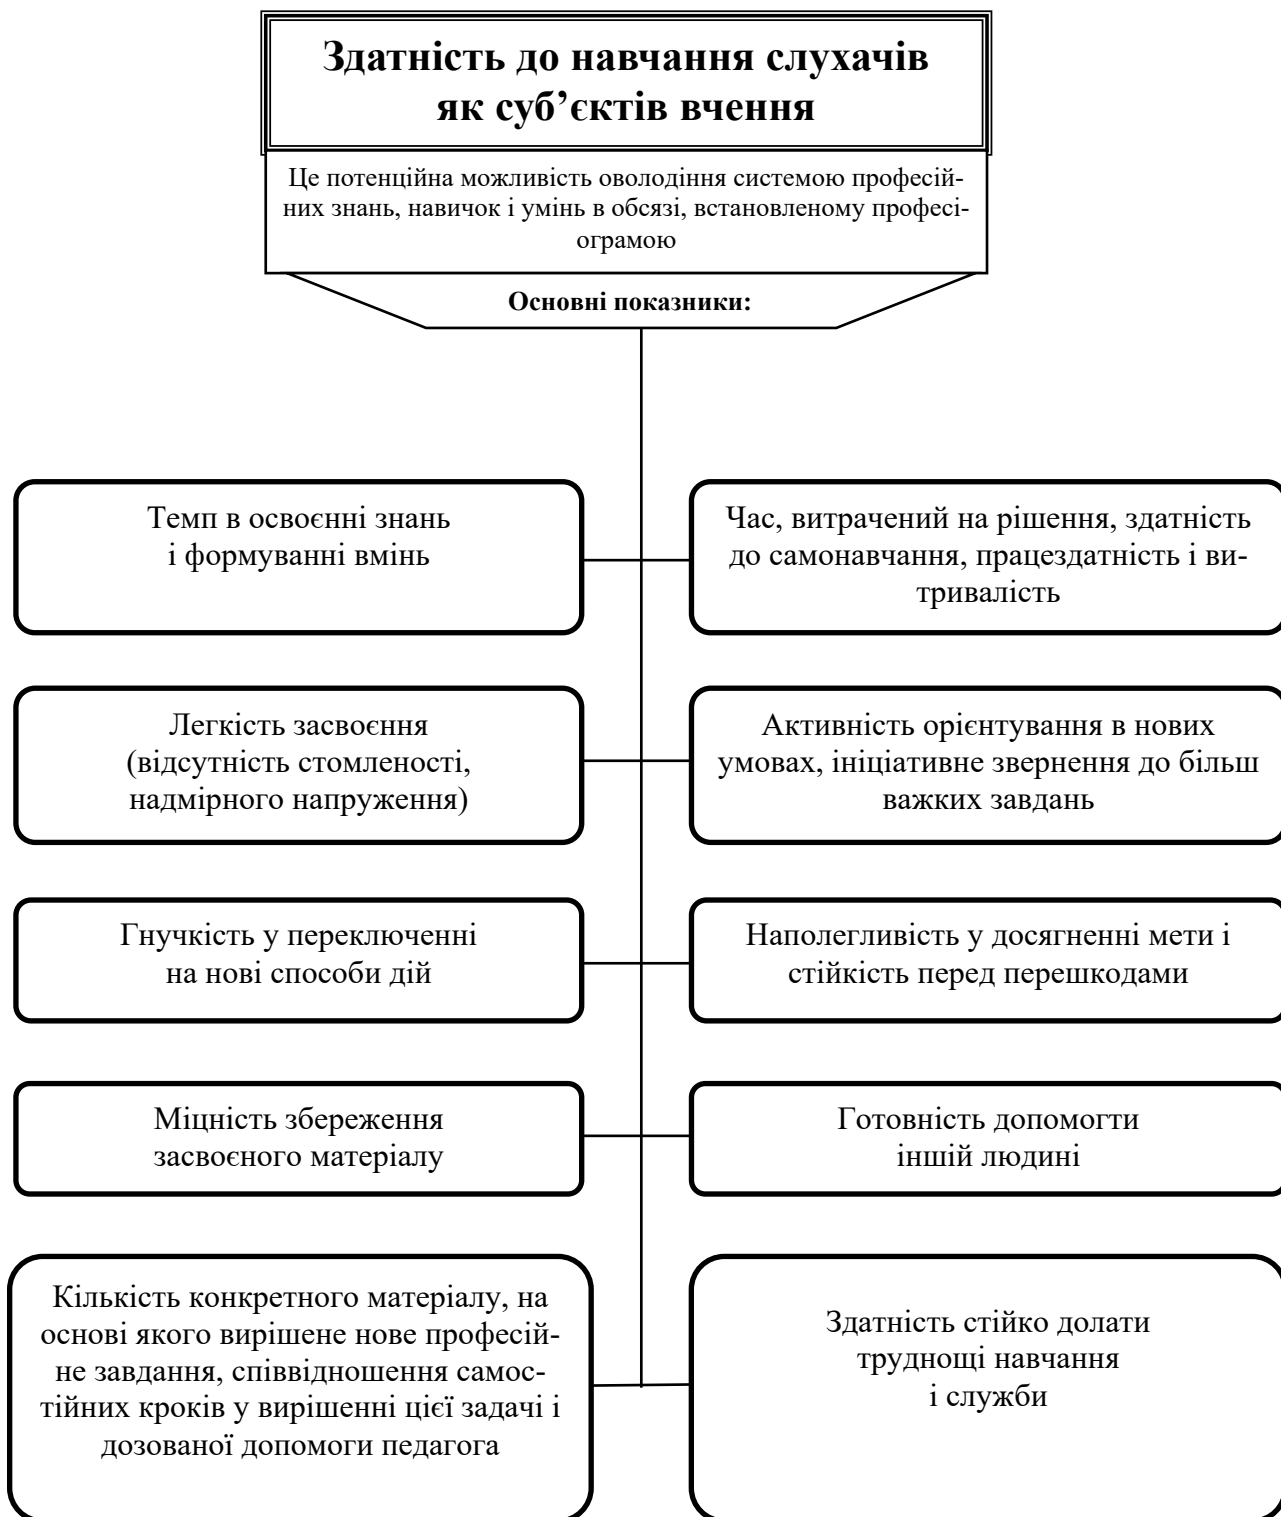 Здатність до навчання слухачів
як суб’єктів вчення
Це потенційна можливість оволодіння системою професій-
них знань, навичок і умінь в обсязі, встановленому професі-
ограмою
Основні показники:
Темп в освоєнні знань
і формуванні вмінь
Час, витрачений на рішення, здатність
до самонавчання, працездатність і ви-
тривалість
Легкість засвоєння
(відсутність стомленості,
надмірного напруження)
Активність орієнтування в нових
умовах, ініціативне звернення до більш
важких завдань
Гнучкість у переключенні
на нові способи дій
Наполегливість у досягненні мети і
стійкість перед перешкодами
Міцність збереження
засвоєного матеріалу
Готовність допомогти
іншій людині
Кількість конкретного матеріалу, на
основі якого вирішене нове професій-
не завдання, співвідношення самос-
тійних кроків у вирішенні цієї задачі і
дозованої допомоги педагога
Здатність стійко долати
труднощі навчання
і служби